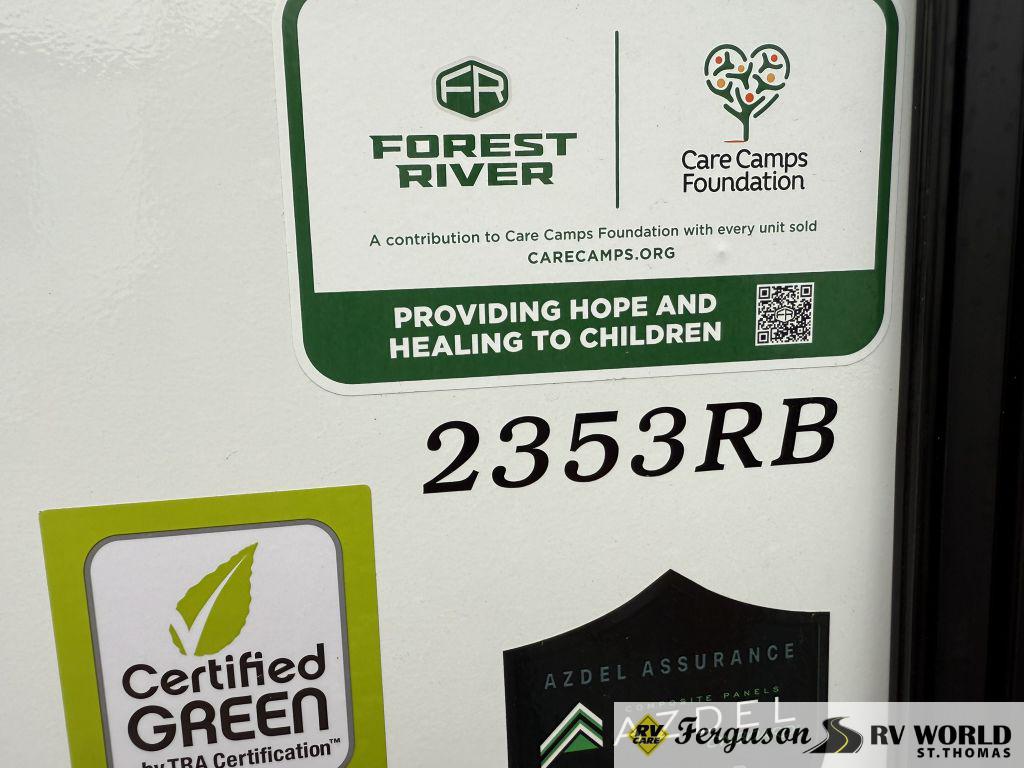 FR
FOREST
RIVER
Care Camps
Foundation
A contribution to Care Camps Foundation with every unit sold
CARECAMPS.ORG
PROVIDING HOPE AND
HEALING TO CHILDREN
2353RB
Certified
GREEN
by TRA Certification™
AZDEL ASSURANCE
COMPOSITE PANELS
AZDEL
RV CARE Ferguson RV WORLD
ST.THOMAS